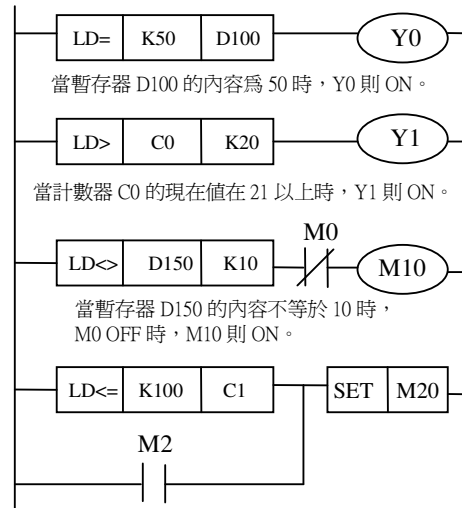 LD= K50 D100 Y0
當暫存器 D100 的內容爲 50 時，Y0 則 ON。
LD> C0 K20 Y1
當計數器 C0 的現在值在 21 以上時，Y1 則 ON。
M0
LD<> D150 K10 M10
當暫存器 D150 的內容不等於 10 時，
M0 OFF 時，M10 則 ON。
LD<= K100 C1 SET M20
M2